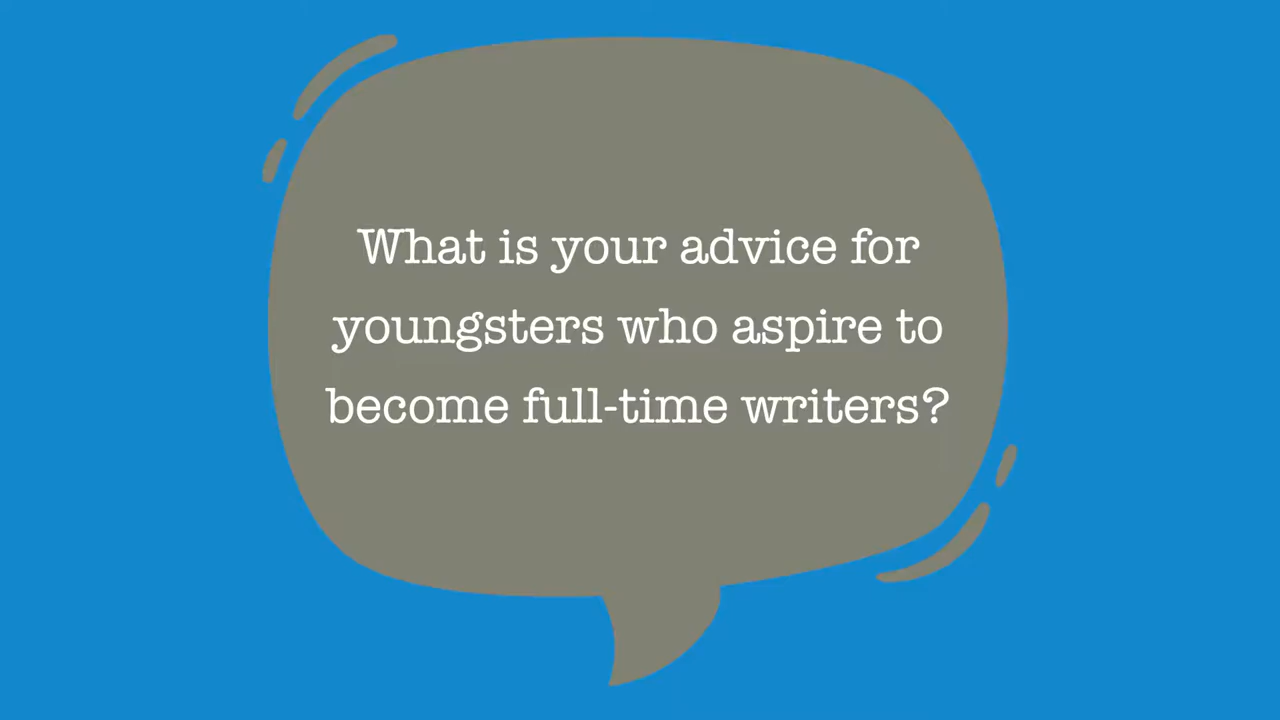 What is your advice for
youngsters who aspire to
become full-time writers?